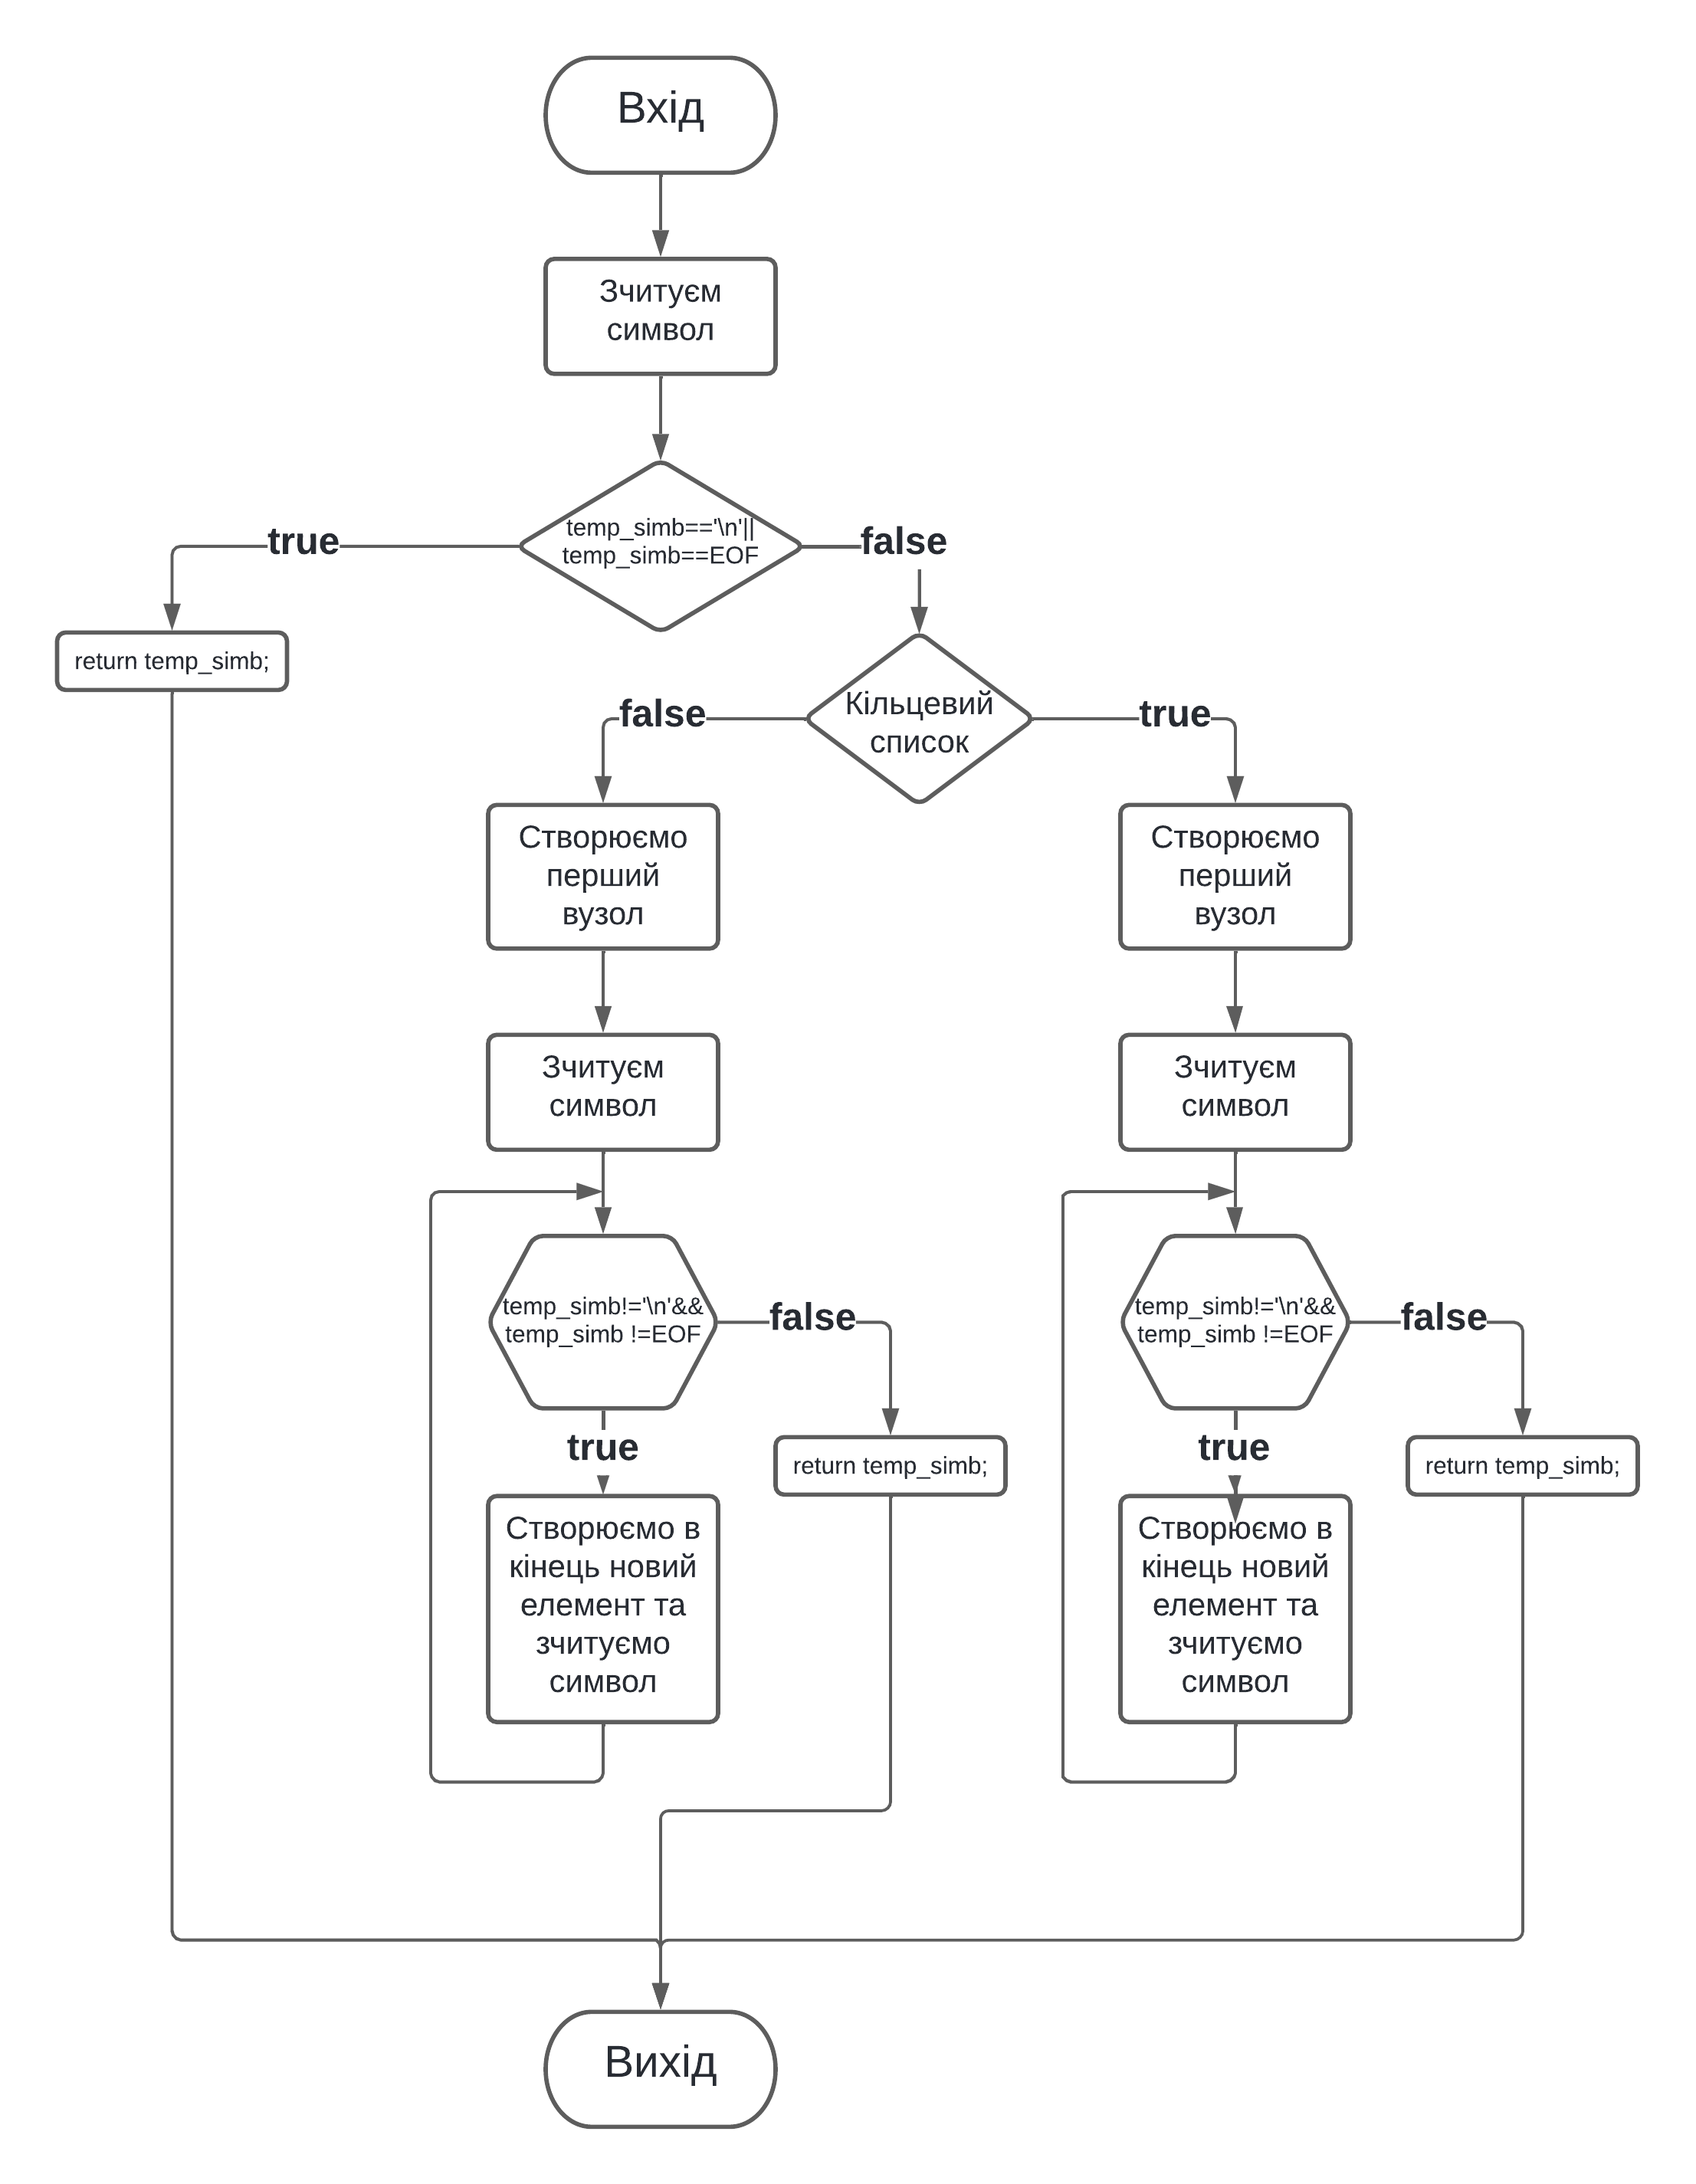 Вхід
Зчитуєм
символ
temp_simb=='\n'||
temp_simb==EOF
true
false
return temp_simb;
Кільцевий
список
false
true
Створюємо
перший
вузол
Створюємо
перший
вузол
Зчитуєм
символ
Зчитуєм
символ
temp_simb!='\n'&&
temp_simb !=EOF
false
temp_simb!='\n'&&
temp_simb !=EOF
false
true
return temp_simb;
true
return temp_simb;
Створюємо в
кінець новий
елемент та
зчитуємо
символ
Створюємо в
кінець новий
елемент та
зчитуємо
символ
Вихід